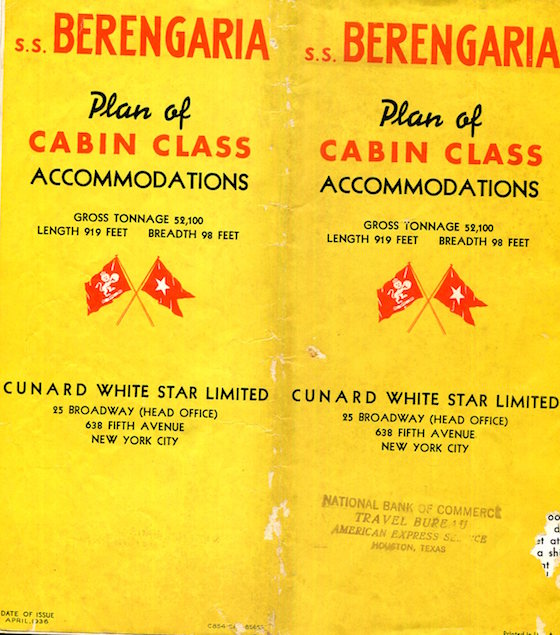 S.S. BERENGARIA
Plan of
CABIN CLASS
ACCOMMODATIONS
GROSS TONNAGE 52,100
LENGTH 919 FEET BREADTH 98 FEET
CUNARD WHITE STAR LIMITED
25 BROADWAY (HEAD OFFICE)
638 FIFTH AVENUE
NEW YORK CITY
DATE OF ISSUE
APRIL, 1936
S.S. BERENGARIA
Plan of
CABIN CLASS
ACCOMMODATIONS
GROSS TONNAGE 52,100
LENGTH 919 FEET BREADTH 98 FEET
CUNARD WHITE STAR LIMITED
25 BROADWAY (HEAD OFFICE)
638 FIFTH AVENUE
NEW YORK CITY
NATIONAL BANK OF COMMERCE
TRAVEL BUREAU
AMERICAN EXPRESS SERVICE
HOUSTON, TEXAS
a
Printed in